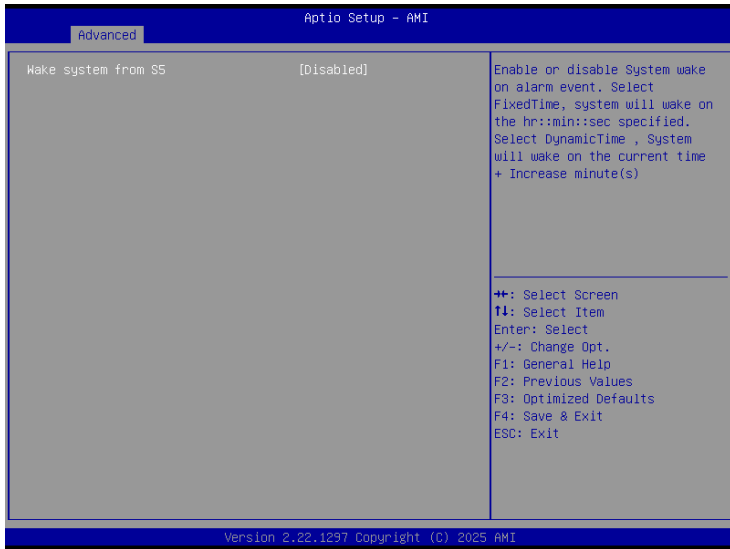 Aptio Setup – AMI
Advanced
Wake system from S5 [Disabled]
Enable or disable System wake
on alarm event. Select
FixedTime, system will wake on
the hr::min::sec specified.
Select DynamicTime , System
will wake on the current time
+ Increase minute(s)
→←: Select Screen
↑↓: Select Item
Enter: Select
+/-: Change Opt.
F1: General Help
F2: Previous Values
F3: Optimized Defaults
F4: Save & Exit
ESC: Exit
Version 2.22.1297 Copyright (C) 2025 AMI